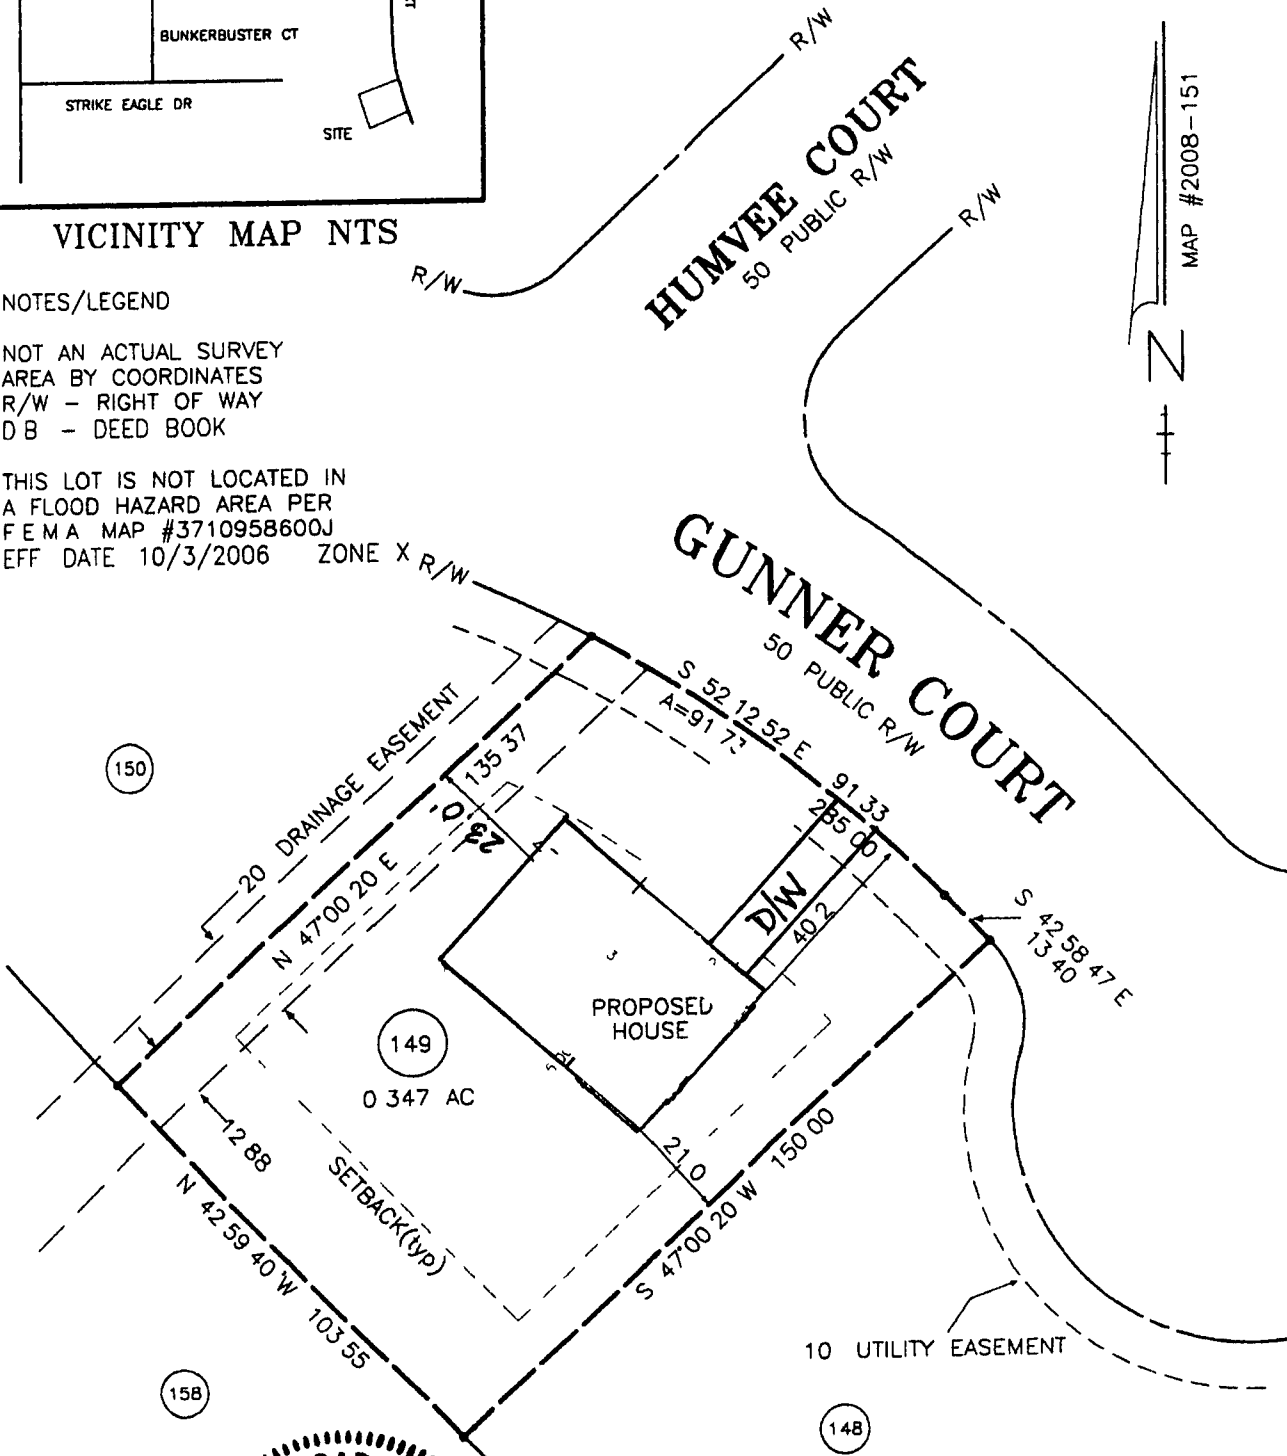 BUNKERBUSTER CT
STRIKE EAGLE DR
SITE
VICINITY MAP NTS
NOTES/LEGEND
NOT AN ACTUAL SURVEY
AREA BY COORDINATES
R/W - RIGHT OF WAY
D B - DEED BOOK
THIS LOT IS NOT LOCATED IN
A FLOOD HAZARD AREA PER
F E M A MAP #3710958600J
EFF DATE 10/3/2006 ZONE X
R/W
R/W
R/W
R/W
HUMVEE COURT
50 PUBLIC R/W
MAP #2008-151
N
GUNNER COURT
50 PUBLIC R/W
S 52 12 52 E 91 33
A=91 73
285 00
150
20 DRAINAGE EASEMENT
135 37
N 47°00 20 E
23 0'
D/W
40 2
S 42 58 47 E
13 40
3
PROPOSED
HOUSE
149
0 347 AC
12 88
SETBACK(typ)
21 0
S 47°00 20 W 150 00
N 42 59 40 W 103 55
10 UTILITY EASEMENT
158
148